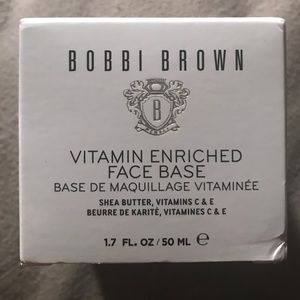 BOBBI BROWN
B
VITAMIN ENRICHED
FACE BASE
BASE DE MAQUILLAGE VITAMINÉE
SHEA BUTTER, VITAMINS C & E
BEURRE DE KARITÉ, VITAMINES C & E
1.7 FL. OZ / 50 ML ℮